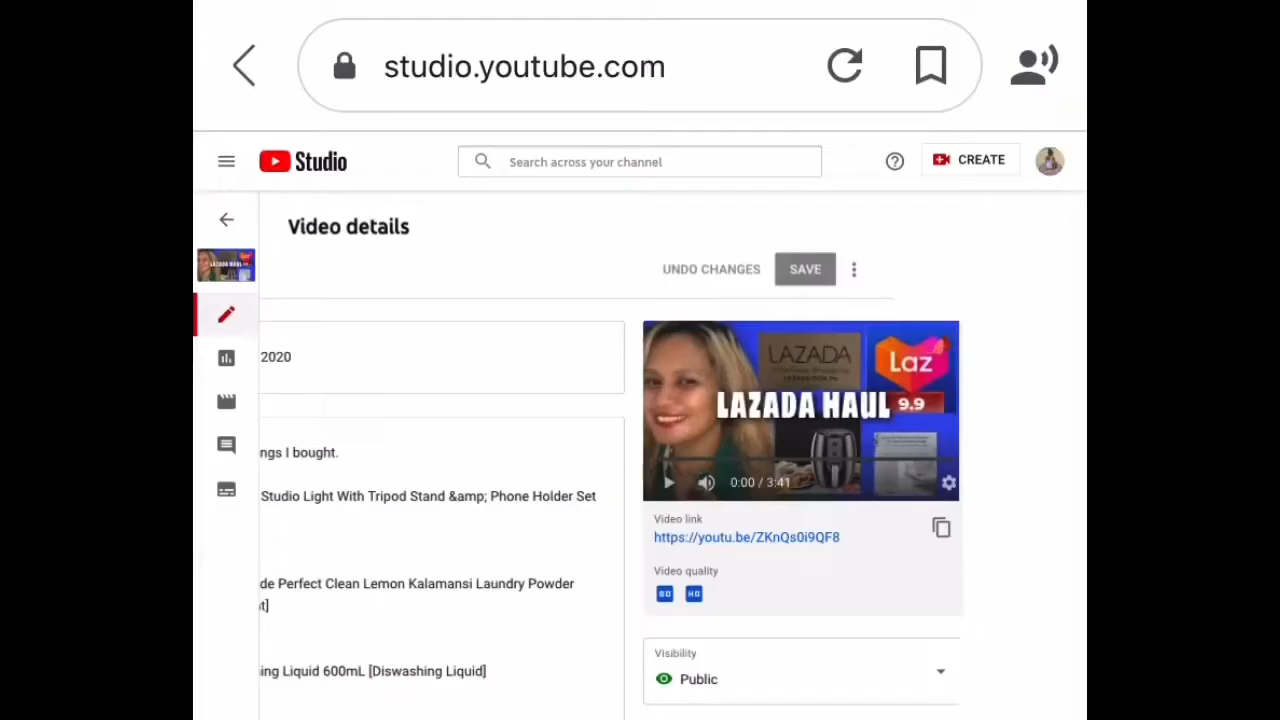 studio.youtube.com
Studio
Search across your channel
CREATE
Video details
UNDO CHANGES
SAVE
2020
ngs I bought.
Studio Light With Tripod Stand &amp; Phone Holder Set
de Perfect Clean Lemon Kalamansi Laundry Powder
t]
ing Liquid 600mL [Diswashing Liquid]
LAZADA
Laz
LAZADA HAUL
9.9
0:00 / 3:41
Video link
https://youtu.be/ZKnQs0i9QF8
Video quality
SD HD
Visibility
Public